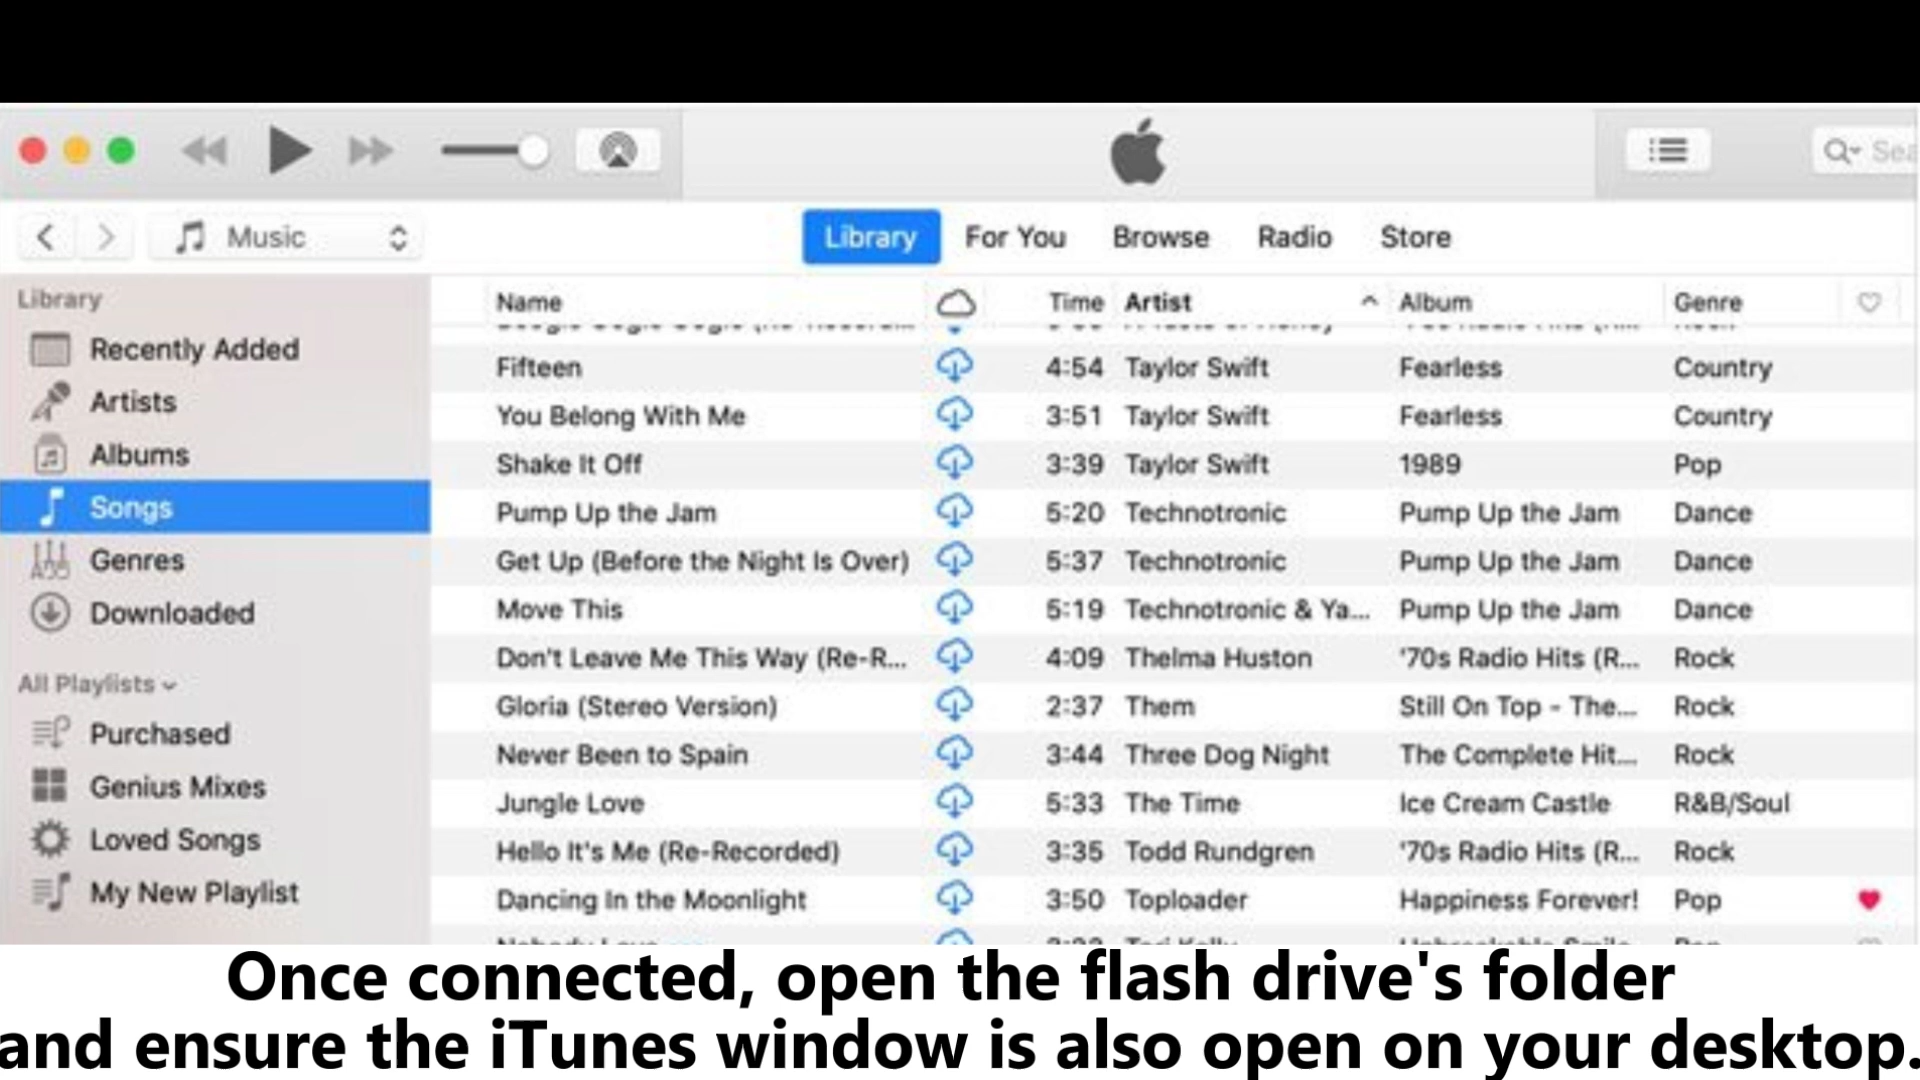 Sea
Music
Library For You Browse Radio Store
Library
Recently Added
Artists
Albums
Songs
Genres
Downloaded
All Playlists
Purchased
Genius Mixes
Loved Songs
My New Playlist
Name Time Artist Album Genre
Fifteen 4:54 Taylor Swift Fearless Country
You Belong With Me 3:51 Taylor Swift Fearless Country
Shake It Off 3:39 Taylor Swift 1989 Pop
Pump Up the Jam 5:20 Technotronic Pump Up the Jam Dance
Get Up (Before the Night Is Over) 5:37 Technotronic Pump Up the Jam Dance
Move This 5:19 Technotronic & Ya... Pump Up the Jam Dance
Don't Leave Me This Way (Re-R... 4:09 Thelma Huston '70s Radio Hits (R... Rock
Gloria (Stereo Version) 2:37 Them Still On Top - The... Rock
Never Been to Spain 3:44 Three Dog Night The Complete Hit... Rock
Jungle Love 5:33 The Time Ice Cream Castle R&B/Soul
Hello It's Me (Re-Recorded) 3:35 Todd Rundgren '70s Radio Hits (R... Rock
Dancing In the Moonlight 3:50 Toploader Happiness Forever! Pop
Once connected, open the flash drive's folder
and ensure the iTunes window is also open on your desktop.